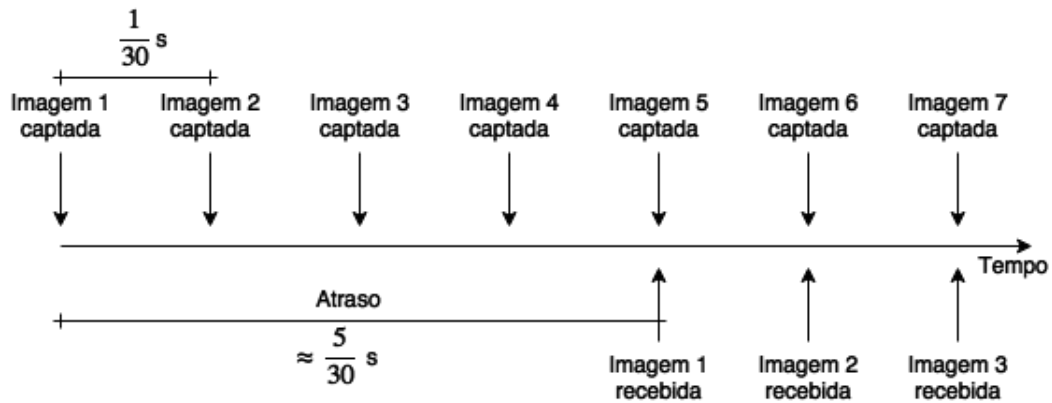 1/30 s
Imagem 1 captada
Imagem 2 captada
Imagem 3 captada
Imagem 4 captada
Imagem 5 captada
Imagem 6 captada
Imagem 7 captada
Tempo
Atraso
≈ 5/30 s
Imagem 1 recebida
Imagem 2 recebida
Imagem 3 recebida